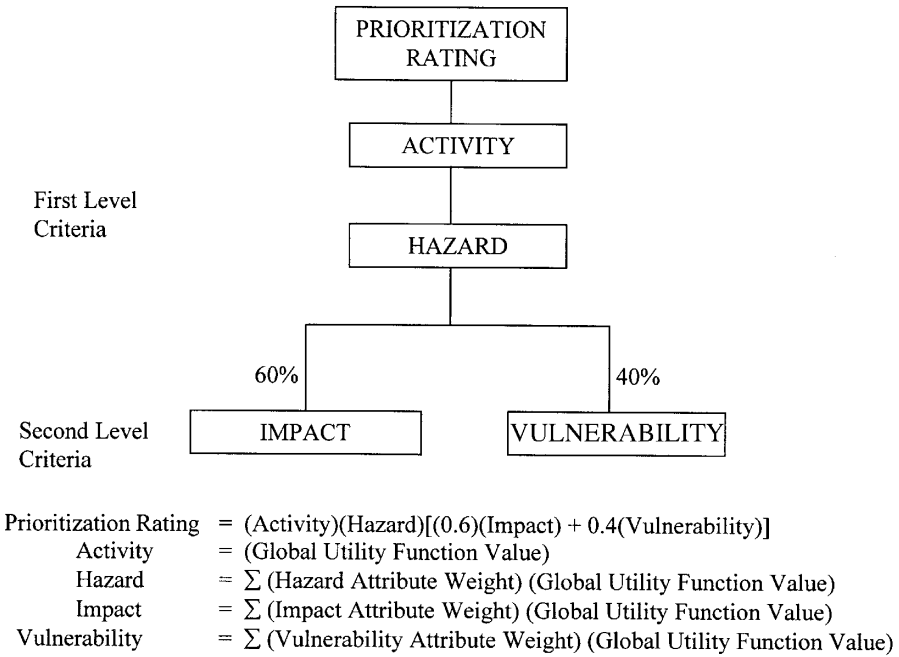 PRIORITIZATION
RATING
ACTIVITY
First Level
Criteria
HAZARD
60%
40%
Second Level
Criteria
IMPACT
VULNERABILITY
Prioritization Rating = (Activity)(Hazard)[(0.6)(Impact) + 0.4(Vulnerability)]
Activity = (Global Utility Function Value)
Hazard = ∑ (Hazard Attribute Weight) (Global Utility Function Value)
Impact = ∑ (Impact Attribute Weight) (Global Utility Function Value)
Vulnerability = ∑ (Vulnerability Attribute Weight) (Global Utility Function Value)